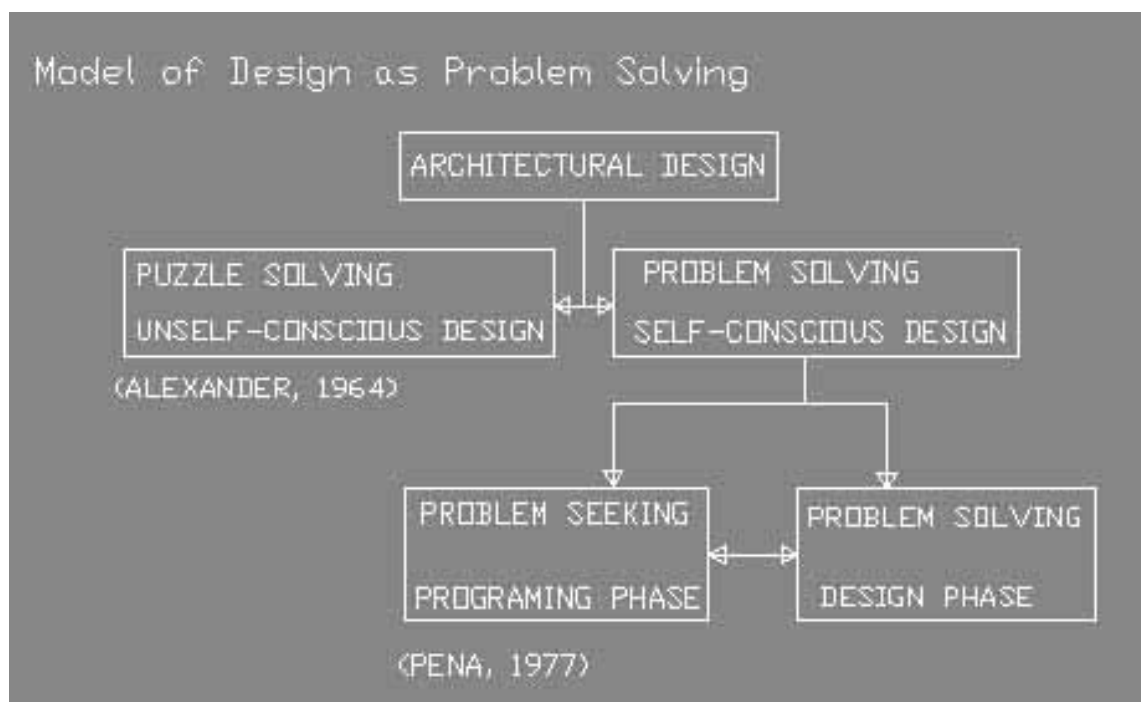 Model of Design as Problem Solving
ARCHITECTURAL DESIGN
PUZZLE SOLVING
UNSELF-CONSCIOUS DESIGN
(ALEXANDER, 1964)
PROBLEM SOLVING
SELF-CONSCIOUS DESIGN
PROBLEM SEEKING
PROGRAMING PHASE
(PENA, 1977)
PROBLEM SOLVING
DESIGN PHASE